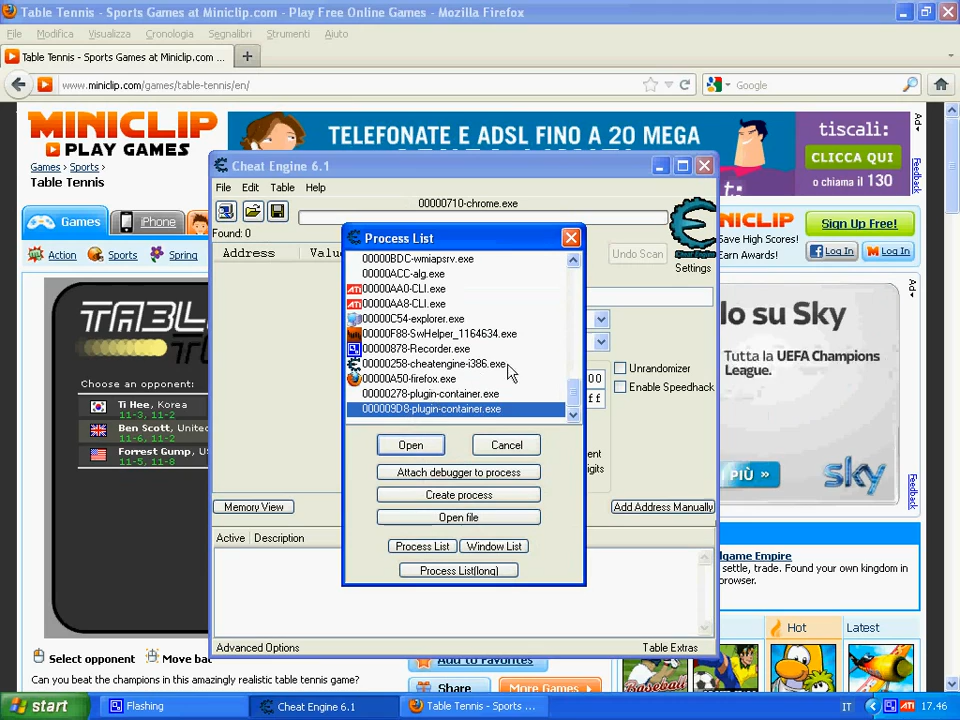 Table Tennis - Sports Games at Miniclip.com - Play Free Online Games - Mozilla Firefox
File Modifica Visualizza Cronologia Segnalibri Strumenti Aiuto
Table Tennis - Sports Games at Miniclip.com ...
www.miniclip.com/games/table-tennis/en/
Google
MINICLIP
PLAY GAMES
Games » Sports »
Table Tennis
TELEFONATE E ADSL FINO A 20 MEGA
tiscali:
CLICCA QUI
o chiama il 130
Ad
Feedback
Games
iPhone
Action
Sports
Spring
MINICLIP
Save High Scores!
Earn Awards!
Sign Up Free!
Log In
Log In
Cheat Engine 6.1
File Edit Table Help
00000710-chrome.exe
Found: 0
Address
Undo Scan
Cheat Engine
Settings
Unrandomizer
Enable Speedhack
00
ff
Memory View
Add Address Manually
Active Description
Advanced Options
Table Extras
Process List
00000BDC-wmiapsrv.exe
00000ACC-alg.exe
00000AA0-CLI.exe
00000AA8-CLI.exe
00000C54-explorer.exe
00000F88-SwHelper_1164634.exe
00000878-Recorder.exe
00000258-cheatengine-i386.exe
00000A50-firefox.exe
00000278-plugin-container.exe
000009D8-plugin-container.exe
Open
Cancel
Attach debugger to process
Create process
Open file
Process List
Window List
Process List(long)
Choose an opponent:
Ti Hee, Korea
11-3, 11-2
Ben Scott, United
11-6, 11-2
Forrest Gump, US
11-5, 11-8
Select opponent
Move bat
Can you beat the champions in this amazingly realistic table tennis game?
Ad
lo su Sky
Tutta la UEFA Champions
League.
PIÙ »
sky
Feedback
dgame Empire
settle, trade. Found your own kingdom in
browser.
Hot
Latest
Add to Favorites
Share
More Games
Baseball
start
Flashing
Cheat Engine 6.1
Table Tennis - Sports ...
IT
17.46